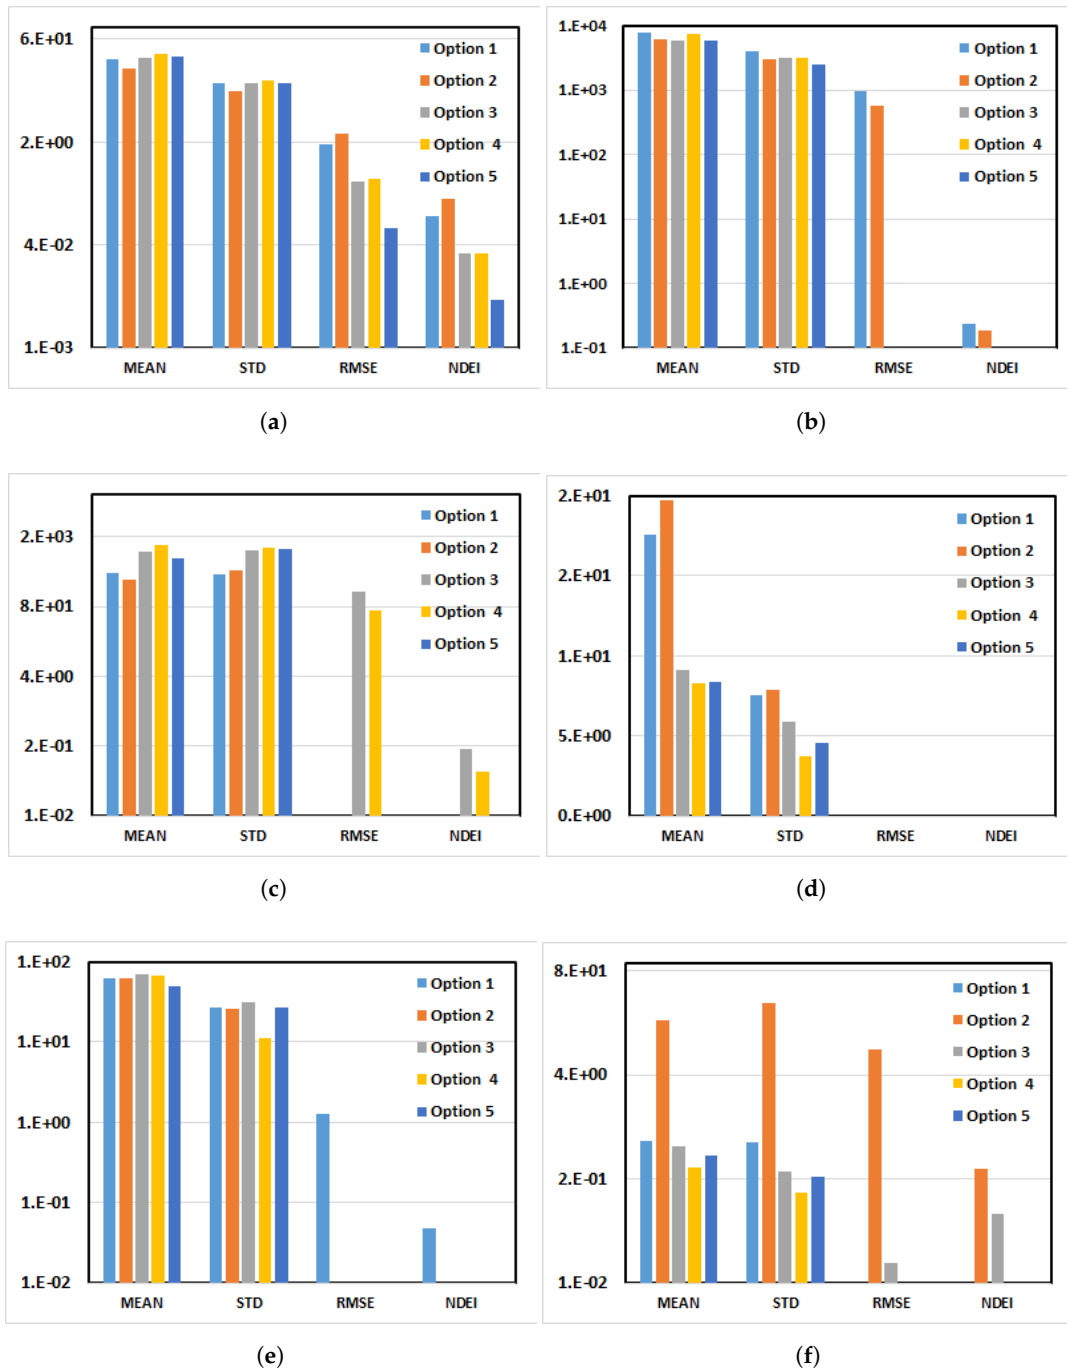 6.E+01
2.E+00
4.E-02
1.E-03
MEAN STD RMSE NDEI
Option 1
Option 2
Option 3
Option 4
Option 5
(a)
1.E+04
1.E+03
1.E+02
1.E+01
1.E+00
1.E-01
MEAN STD RMSE NDEI
Option 1
Option 2
Option 3
Option 4
Option 5
(b)
2.E+03
8.E+01
4.E+00
2.E-01
1.E-02
MEAN STD RMSE NDEI
Option 1
Option 2
Option 3
Option 4
Option 5
(c)
2.E+01
2.E+01
1.E+01
5.E+00
0.E+00
MEAN STD RMSE NDEI
Option 1
Option 2
Option 3
Option 4
Option 5
(d)
1.E+02
1.E+01
1.E+00
1.E-01
1.E-02
MEAN STD RMSE NDEI
Option 1
Option 2
Option 3
Option 4
Option 5
(e)
8.E+01
4.E+00
2.E-01
1.E-02
MEAN STD RMSE NDEI
Option 1
Option 2
Option 3
Option 4
Option 5
(f)